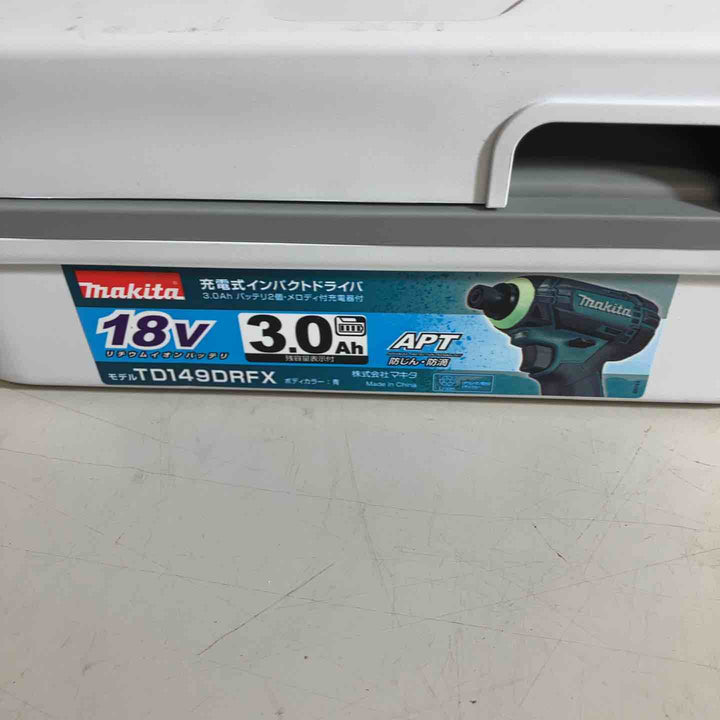 makita
充電式インパクトドライバ
3.0Ah バッテリ2個・メロディ付充電器付
18V
リチウムイオンバッテリ
3.0Ah
残容量表示付
APT
防じん・防滴
モデル TD149DRFX
ボディカラー：青
株式会社マキタ
Made in China
makita